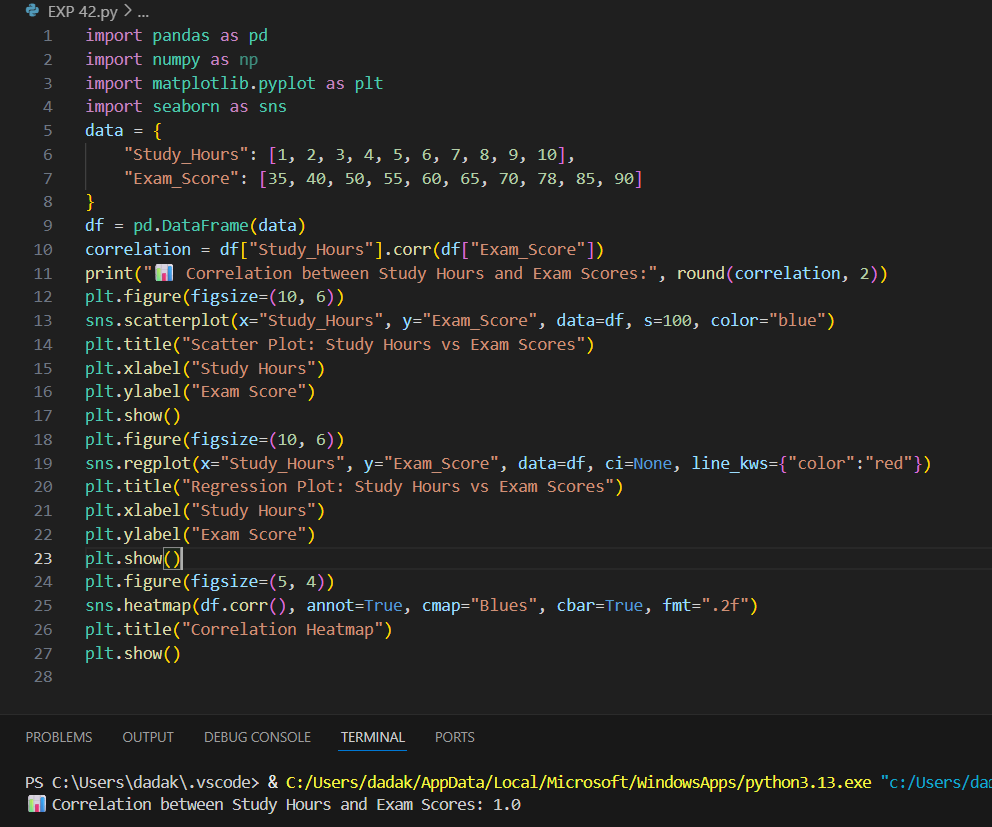 EXP 42.py > ...
1 import pandas as pd
2 import numpy as np
3 import matplotlib.pyplot as plt
4 import seaborn as sns
5 data = {
6     "Study_Hours": [1, 2, 3, 4, 5, 6, 7, 8, 9, 10],
7     "Exam_Score": [35, 40, 50, 55, 60, 65, 70, 78, 85, 90]
8 }
9 df = pd.DataFrame(data)
10 correlation = df["Study_Hours"].corr(df["Exam_Score"])
11 print("📊 Correlation between Study Hours and Exam Scores:", round(correlation, 2))
12 plt.figure(figsize=(10, 6))
13 sns.scatterplot(x="Study_Hours", y="Exam_Score", data=df, s=100, color="blue")
14 plt.title("Scatter Plot: Study Hours vs Exam Scores")
15 plt.xlabel("Study Hours")
16 plt.ylabel("Exam Score")
17 plt.show()
18 plt.figure(figsize=(10, 6))
19 sns.regplot(x="Study_Hours", y="Exam_Score", data=df, ci=None, line_kws={"color":"red"})
20 plt.title("Regression Plot: Study Hours vs Exam Scores")
21 plt.xlabel("Study Hours")
22 plt.ylabel("Exam Score")
23 plt.show()
24 plt.figure(figsize=(5, 4))
25 sns.heatmap(df.corr(), annot=True, cmap="Blues", cbar=True, fmt=".2f")
26 plt.title("Correlation Heatmap")
27 plt.show()
28
PROBLEMS OUTPUT DEBUG CONSOLE TERMINAL PORTS
PS C:\Users\dadak\.vscode> & C:/Users/dadak/AppData/Local/Microsoft/WindowsApps/python3.13.exe "c:/Users/dad
📊 Correlation between Study Hours and Exam Scores: 1.0